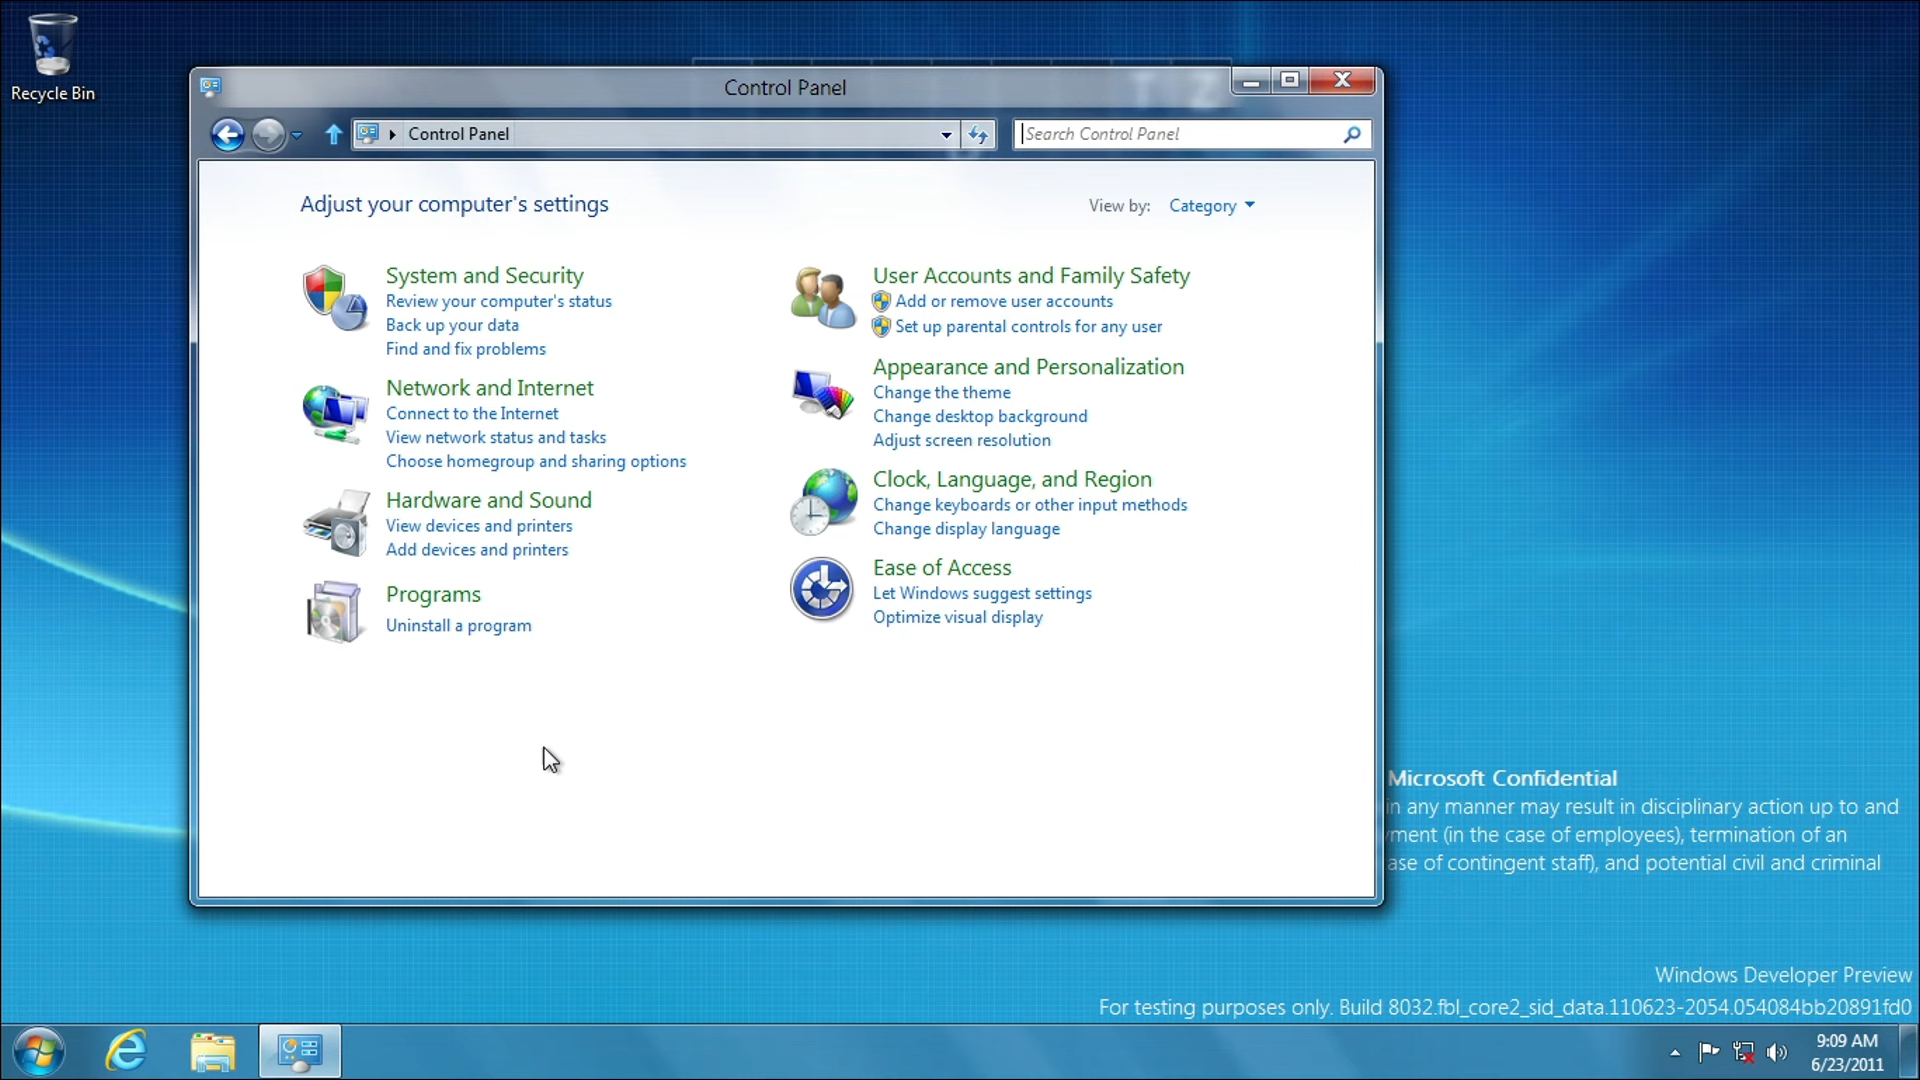 Recycle Bin
Control Panel
Control Panel
Search Control Panel
Adjust your computer's settings
View by: Category
System and Security
Review your computer's status
Back up your data
Find and fix problems
Network and Internet
Connect to the Internet
View network status and tasks
Choose homegroup and sharing options
Hardware and Sound
View devices and printers
Add devices and printers
Programs
Uninstall a program
User Accounts and Family Safety
Add or remove user accounts
Set up parental controls for any user
Appearance and Personalization
Change the theme
Change desktop background
Adjust screen resolution
Clock, Language, and Region
Change keyboards or other input methods
Change display language
Ease of Access
Let Windows suggest settings
Optimize visual display
Microsoft Confidential
in any manner may result in disciplinary action up to and
yment (in the case of employees), termination of an
ase of contingent staff), and potential civil and criminal
Windows Developer Preview
For testing purposes only. Build 8032.fbl_core2_sid_data.110623-2054.054084bb20891fd0
9:09 AM
6/23/2011